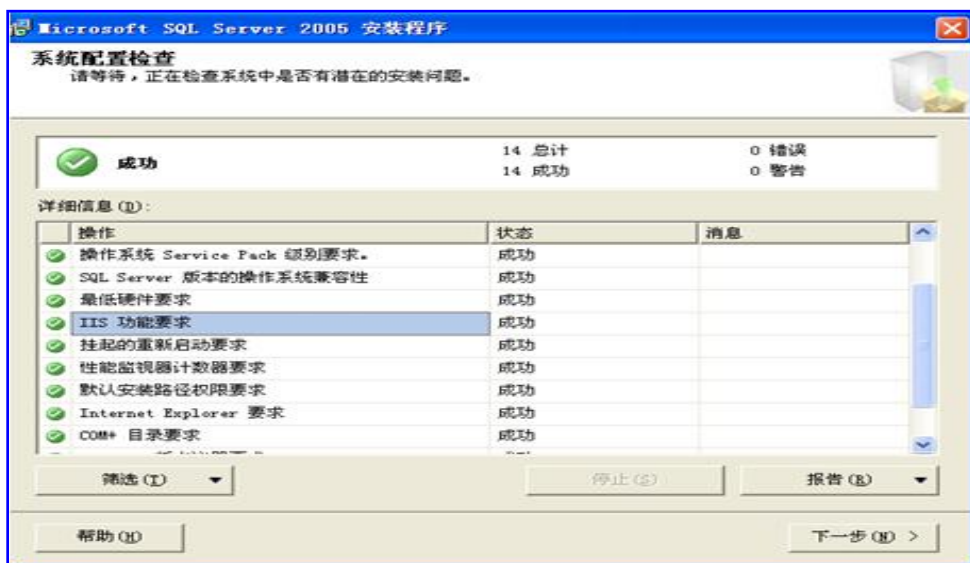 Microsoft SQL Server 2005 安装程序
系统配置检查
请等待,正在检查系统中是否有潜在的安装问题。
成功
14 总计
0 错误
14 成功
0 警告
详细信息(D):
操作 状态 消息
操作系统 Service Pack 级别要求。 成功
SQL Server 版本的操作系统兼容性 成功
最低硬件要求 成功
IIS 功能要求 成功
挂起的重新启动要求 成功
性能监视器计数器要求 成功
默认安装路径权限要求 成功
Internet Explorer 要求 成功
COM+ 目录要求 成功
筛选(T)
停止(S)
报告(R)
帮助(H)
下一步(N) >